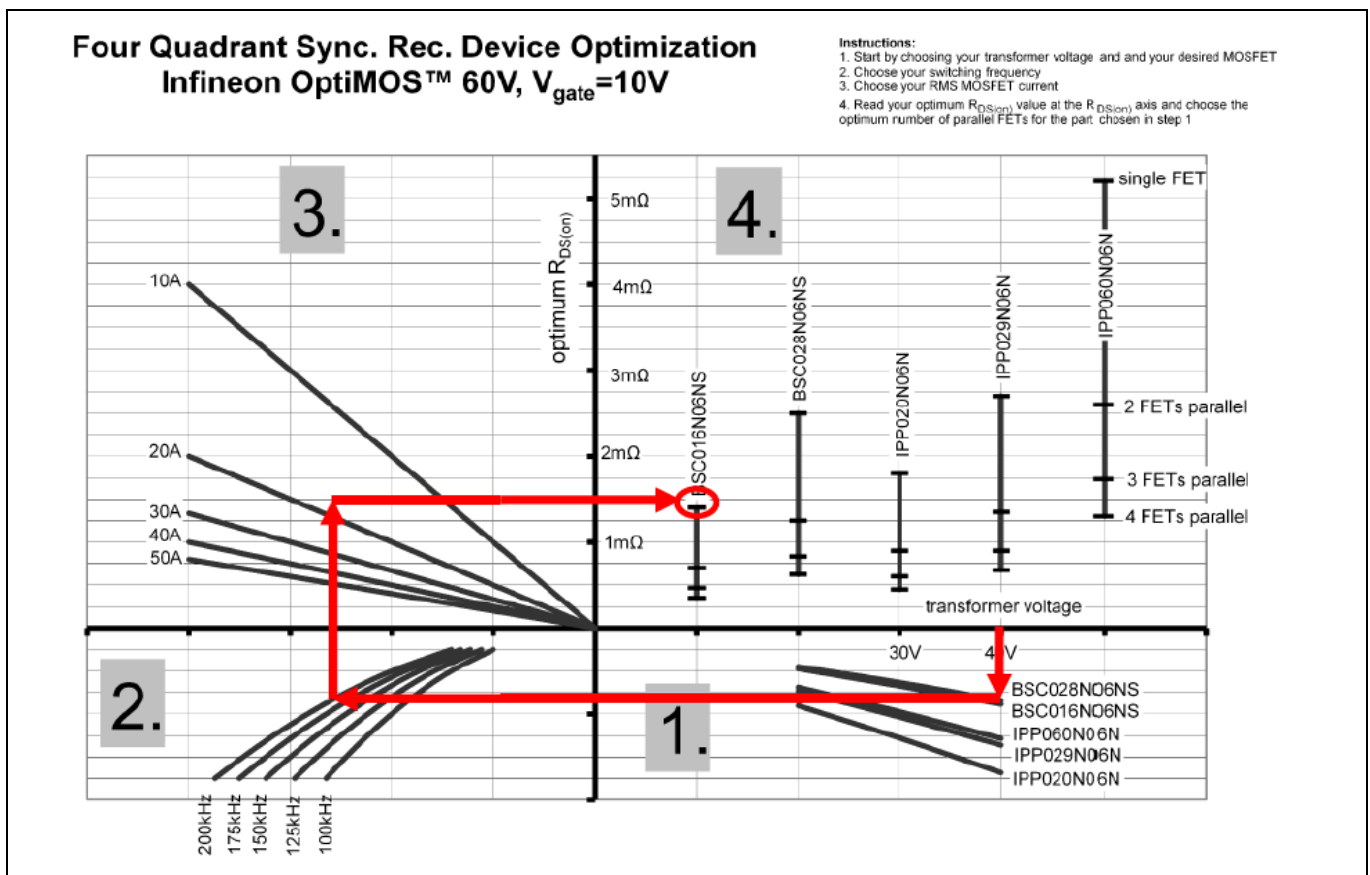 Four Quadrant Sync. Rec. Device Optimization
Infineon OptiMOS™ 60V, Vgate=10V
Instructions:
1. Start by choosing your transformer voltage and and your desired MOSFET
2. Choose your switching frequency
3. Choose your RMS MOSFET current
4. Read your optimum RDS(on) value at the R DS(on) axis and choose the
optimum number of parallel FETs for the part chosen in step 1
3.
4.
optimum RDS(on)
5mΩ
4mΩ
3mΩ
2mΩ
1mΩ
10A
20A
30A
40A
50A
BSC016N06NS
BSC028N06NS
IPP020N06N
IPP029N06N
IPP060N06N
single FET
2 FETs parallel
3 FETs parallel
4 FETs parallel
transformer voltage
30V
2.
1.
BSC028N06NS
BSC016N06NS
IPP060N06N
IPP029N06N
IPP020N06N
200kHz
175kHz
150kHz
125kHz
100kHz